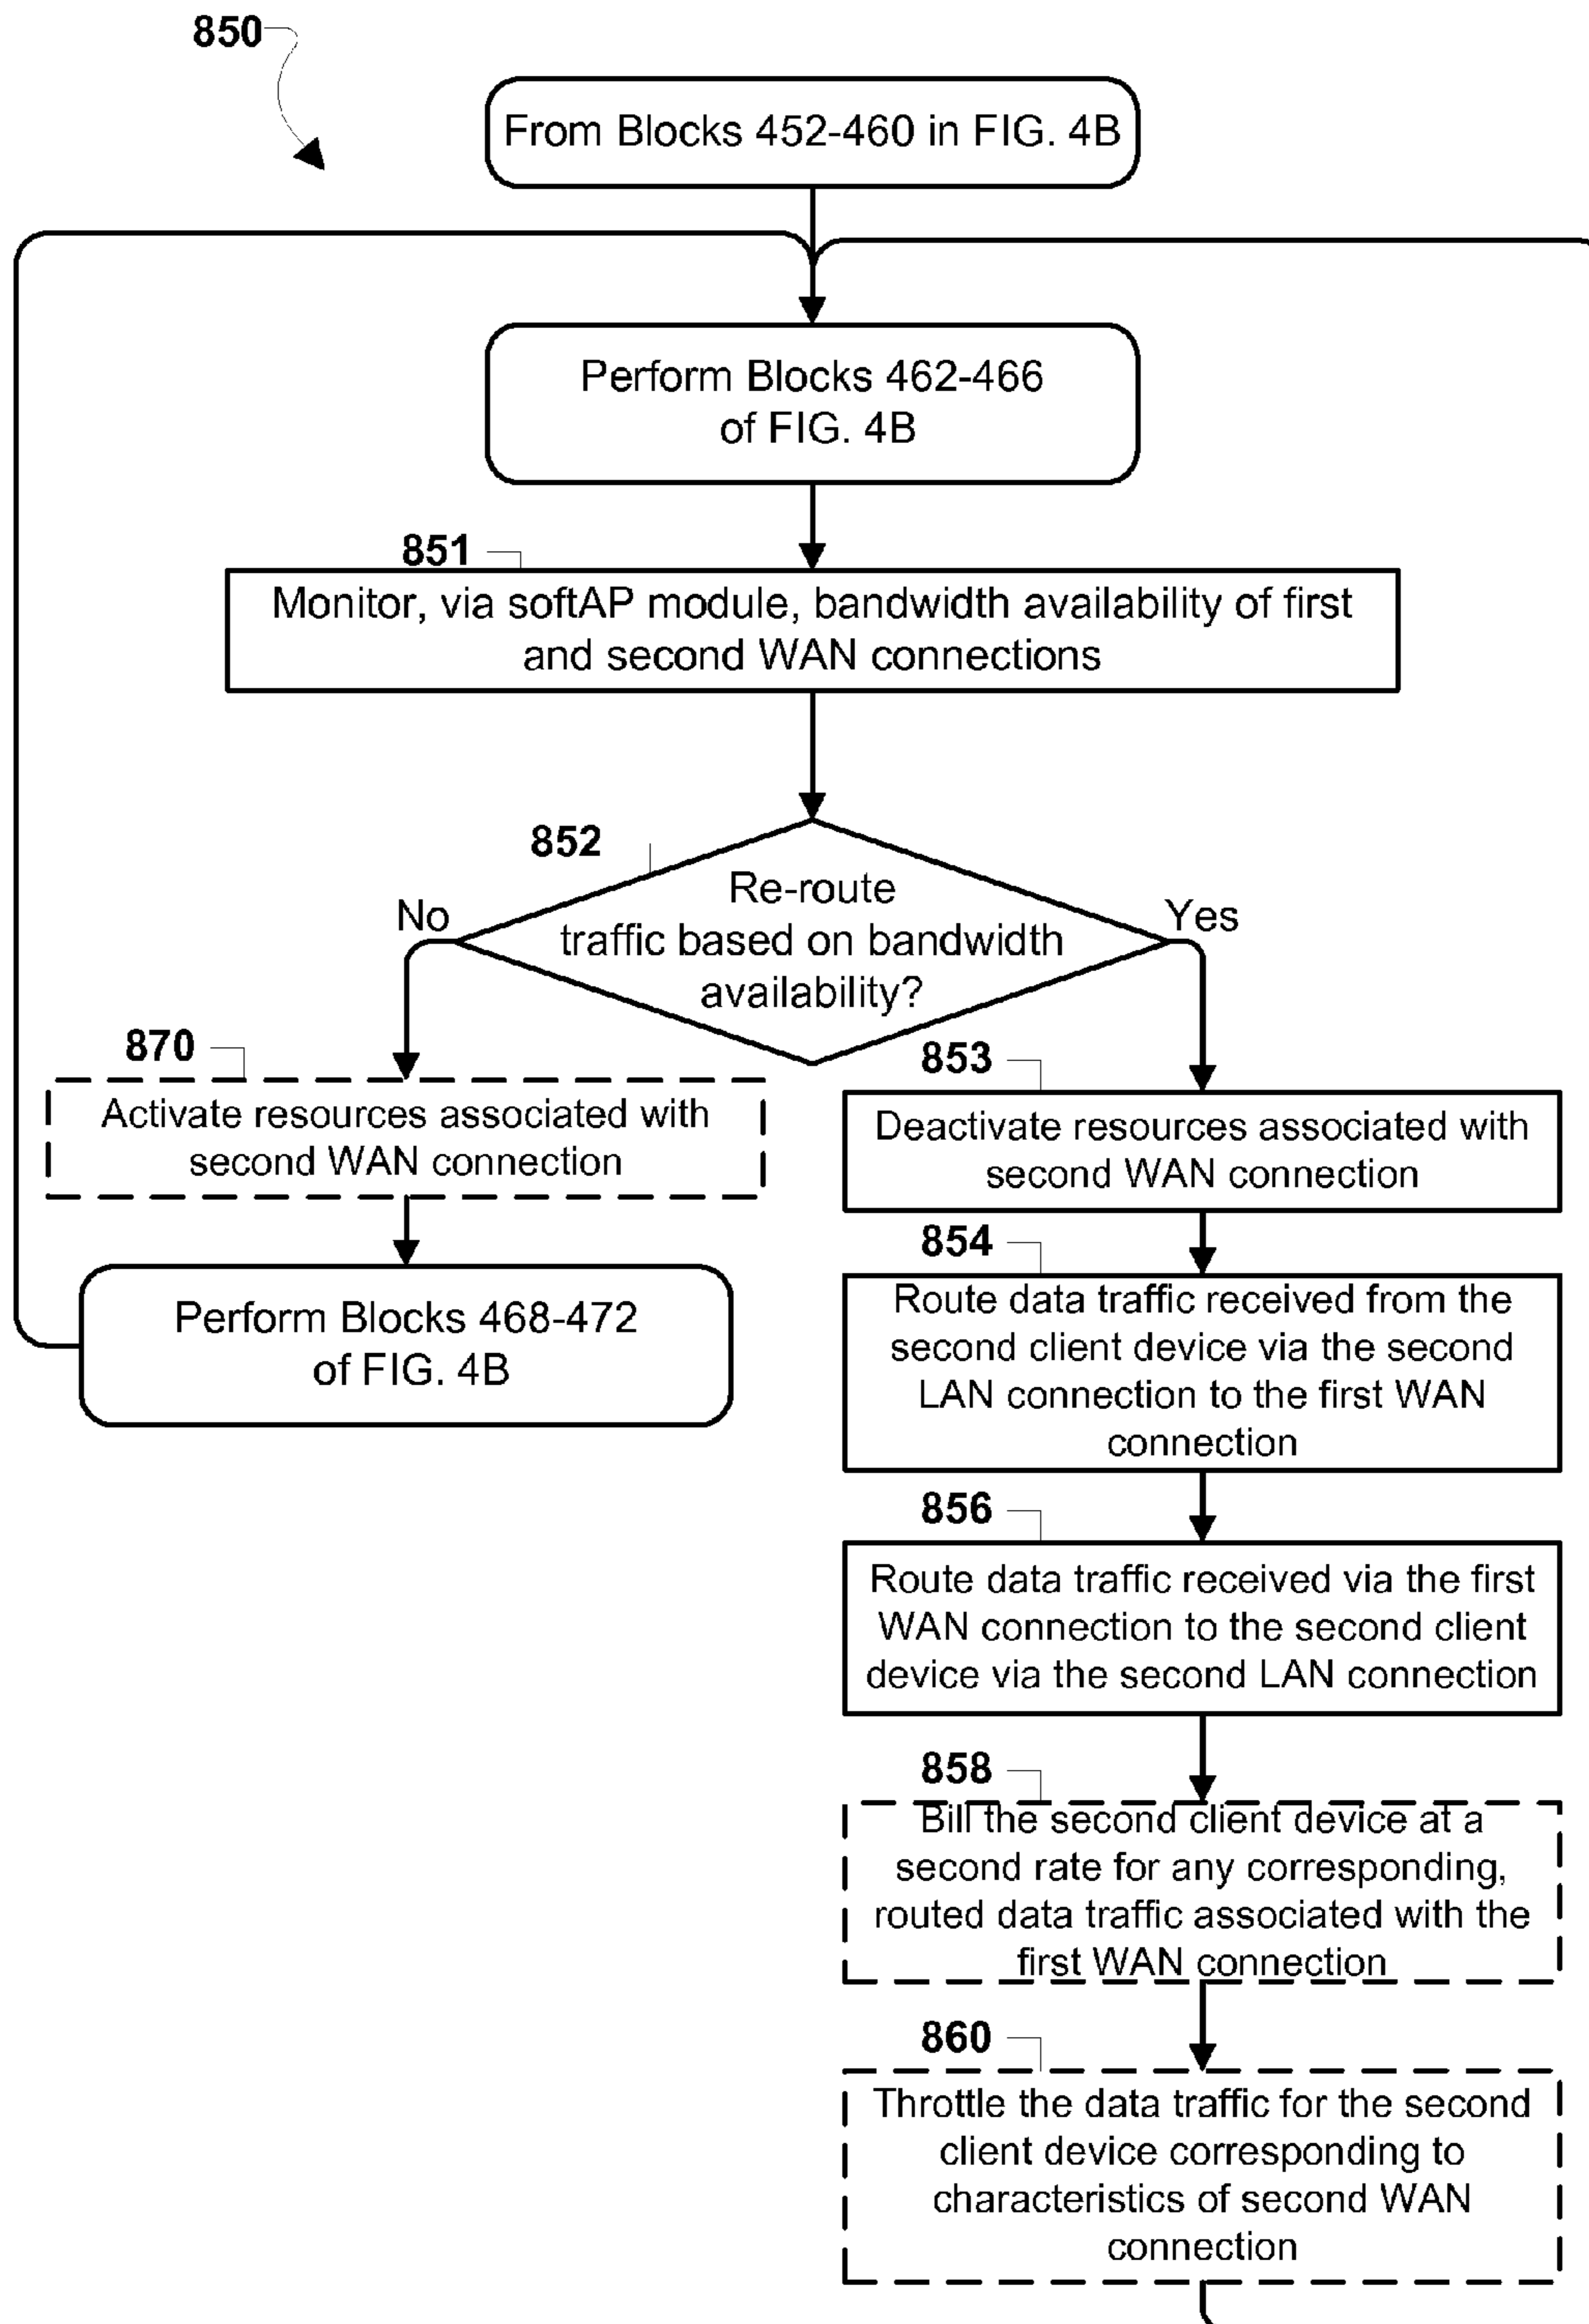 850
From Blocks 452-460 in FIG. 4B
Perform Blocks 462-466
of FIG. 4B
851
Monitor, via softAP module, bandwidth availability of first
and second WAN connections
852
Re-route
traffic based on bandwidth
availability?
No
Yes
870
Activate resources associated with
second WAN connection
Perform Blocks 468-472
of FIG. 4B
853
Deactivate resources associated with
second WAN connection
854
Route data traffic received from the
second client device via the second
LAN connection to the first WAN
connection
856
Route data traffic received via the first
WAN connection to the second client
device via the second LAN connection
858
Bill the second client device at a
second rate for any corresponding,
routed data traffic associated with the
first WAN connection
860
Throttle the data traffic for the second
client device corresponding to
characteristics of second WAN
connection